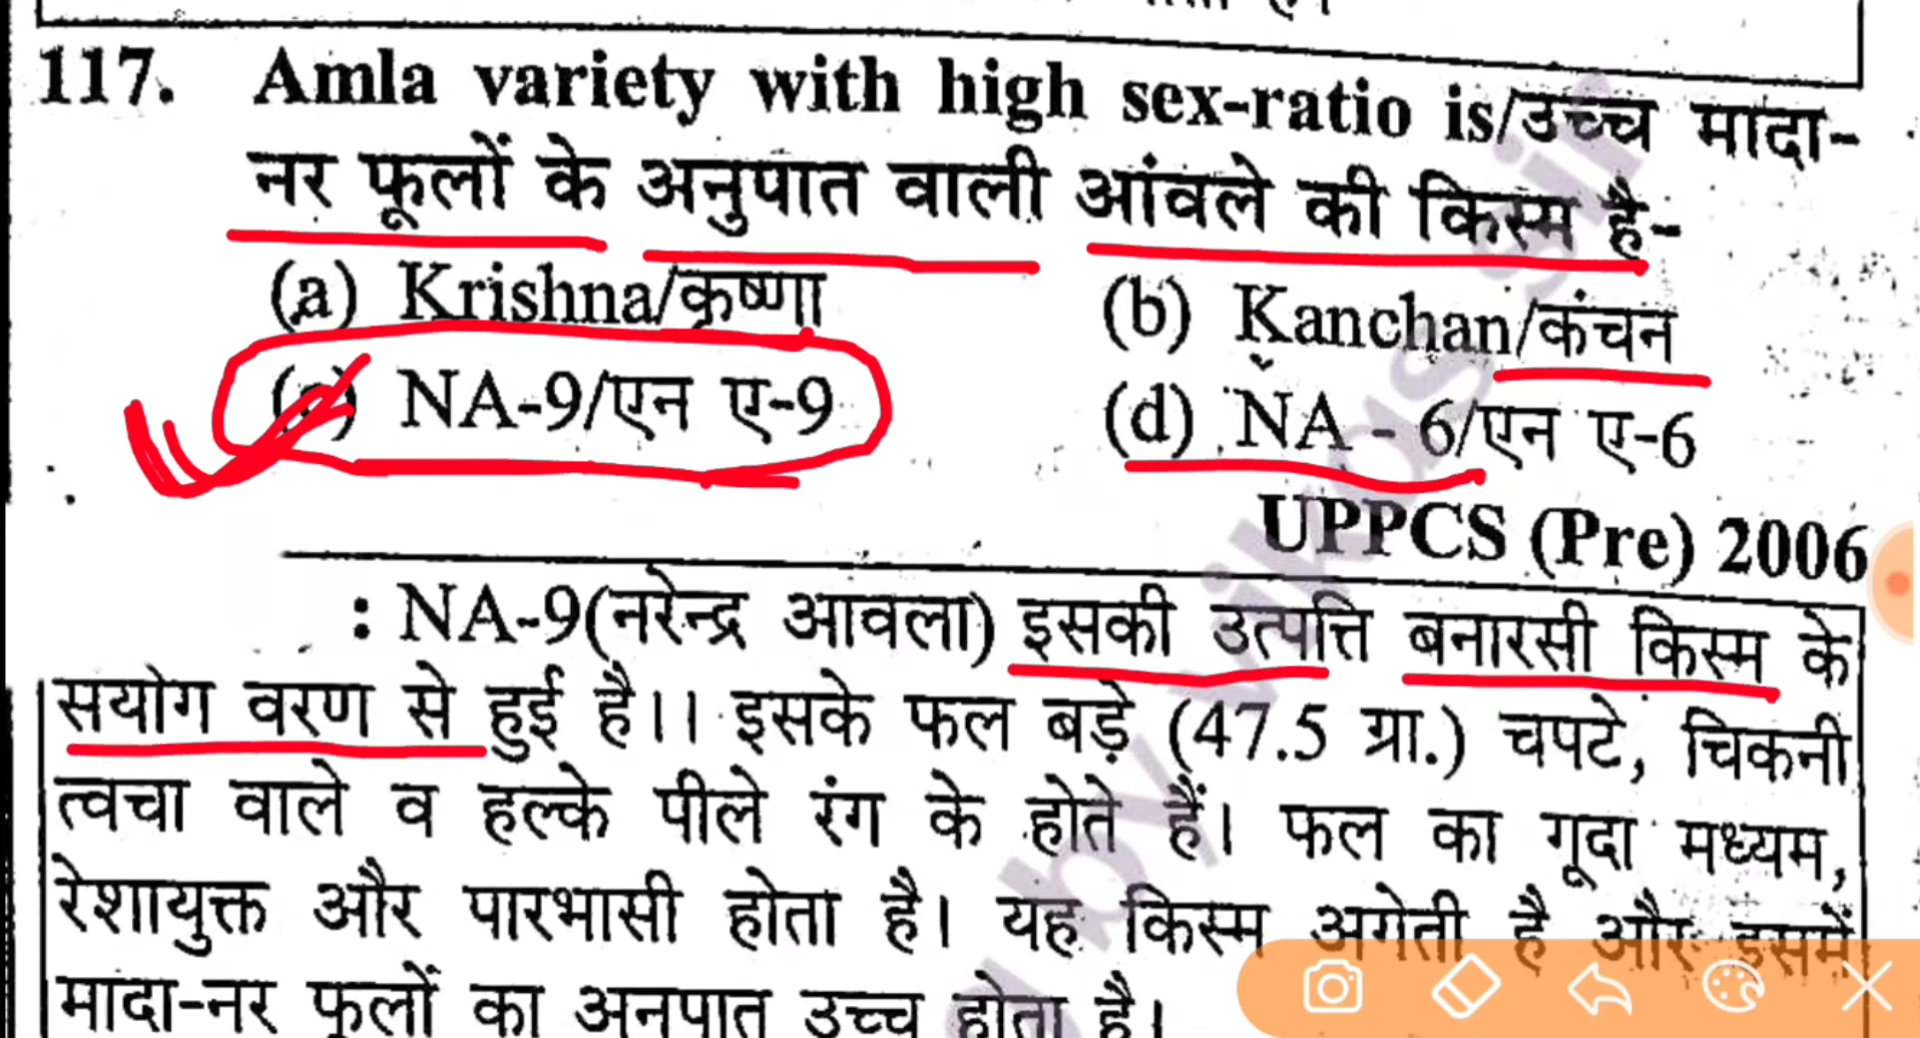 117. Amla variety with high sex-ratio is/उच्च मादा-
नर फूलों के अनुपात वाली आंवले की किस्म है-
(a) Krishna/कृष्णा (b) Kanchan/कंचन
(c) NA-9/एन ए-9 (d) NA - 6/एन ए-6
UPPCS (Pre) 2006
: NA-9(नरेन्द्र आवला) इसकी उत्पत्ति बनारसी किस्म के
सयोग वरण से हुई है।। इसके फल बड़े (47.5 ग्रा.) चपटे, चिकनी
त्वचा वाले व हल्के पीले रंग के होते हैं। फल का गूदा मध्यम,
रेशायुक्त और पारभासी होता है। यह किस्म अगेती है और इसमें
मादा-नर फूलों का अनुपात उच्च होता है।
by vikas sir